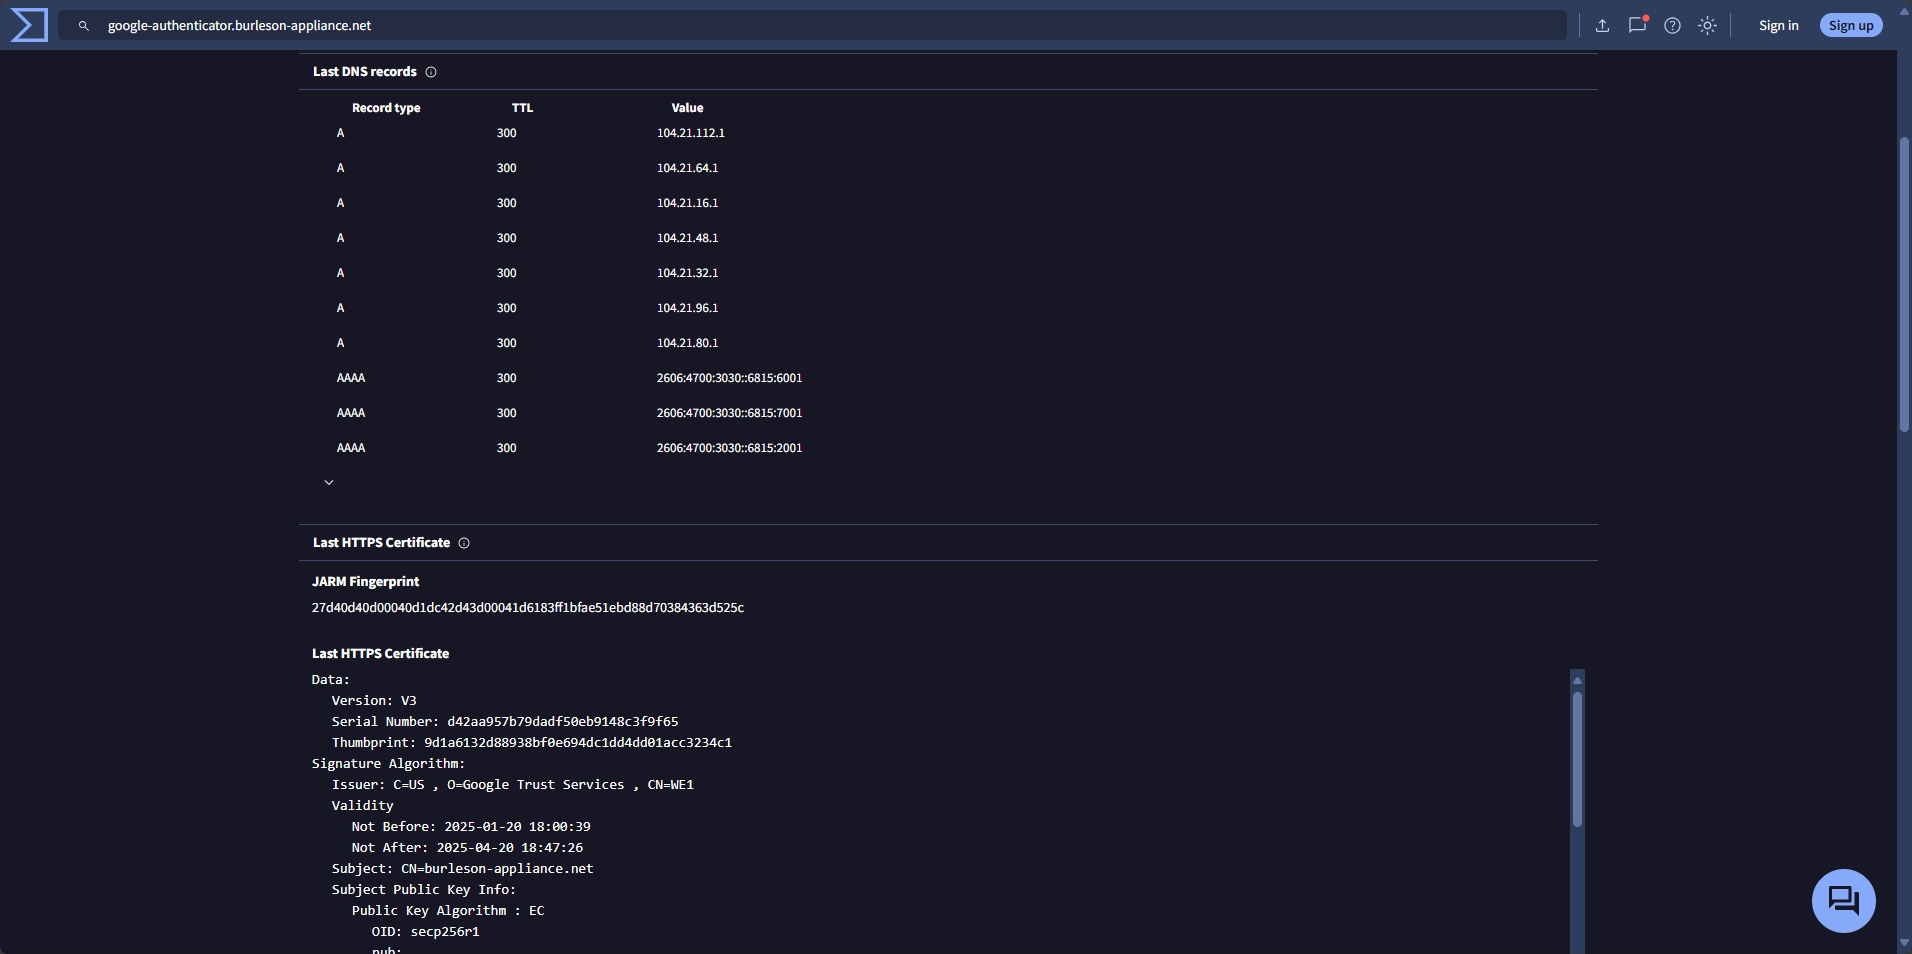 google-authenticator.burleson-appliance.net
Sign in
Sign up
Last DNS records
Record type TTL Value
A 300 104.21.112.1
A 300 104.21.64.1
A 300 104.21.16.1
A 300 104.21.48.1
A 300 104.21.32.1
A 300 104.21.96.1
A 300 104.21.80.1
AAAA 300 2606:4700:3030::6815:6001
AAAA 300 2606:4700:3030::6815:7001
AAAA 300 2606:4700:3030::6815:2001
Last HTTPS Certificate
JARM Fingerprint
27d40d40d00040d1dc42d43d00041d6183ff1bfae51ebd88d70384363d525c
Last HTTPS Certificate
Data:
Version: V3
Serial Number: d42aa957b79dadf50eb9148c3f9f65
Thumbprint: 9d1a6132d88938bf0e694dc1dd4dd01acc3234c1
Signature Algorithm:
Issuer: C=US , O=Google Trust Services , CN=WE1
Validity
Not Before: 2025-01-20 18:00:39
Not After: 2025-04-20 18:47:26
Subject: CN=burleson-appliance.net
Subject Public Key Info:
Public Key Algorithm : EC
OID: secp256r1
pub: